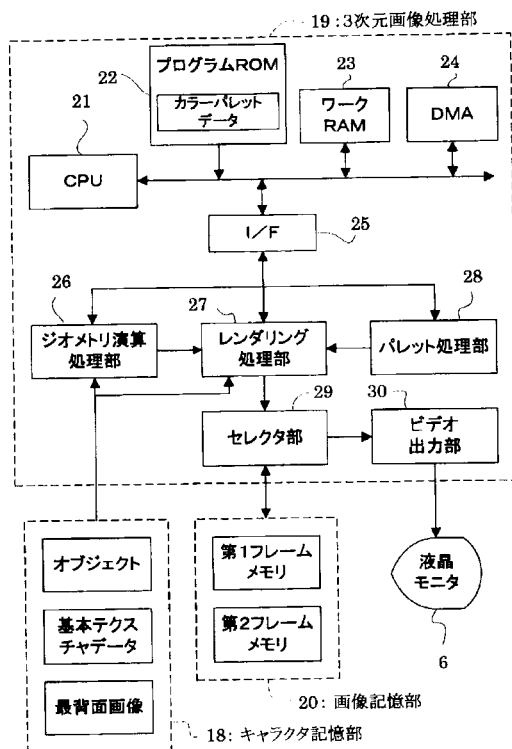 19：3次元画像処理部
22
プログラムROM
カラーパレット
データ
23
ワーク
RAM
24
DMA
21
CPU
I／F
25
26
ジオメトリ演算
処理部
27
レンダリング
処理部
28
パレット処理部
29
セレクタ部
30
ビデオ
出力部
オブジェクト
基本テクス
チャデータ
最背面画像
第1フレーム
メモリ
第2フレーム
メモリ
液晶
モニタ
6
20：画像記憶部
18：キャラクタ記憶部